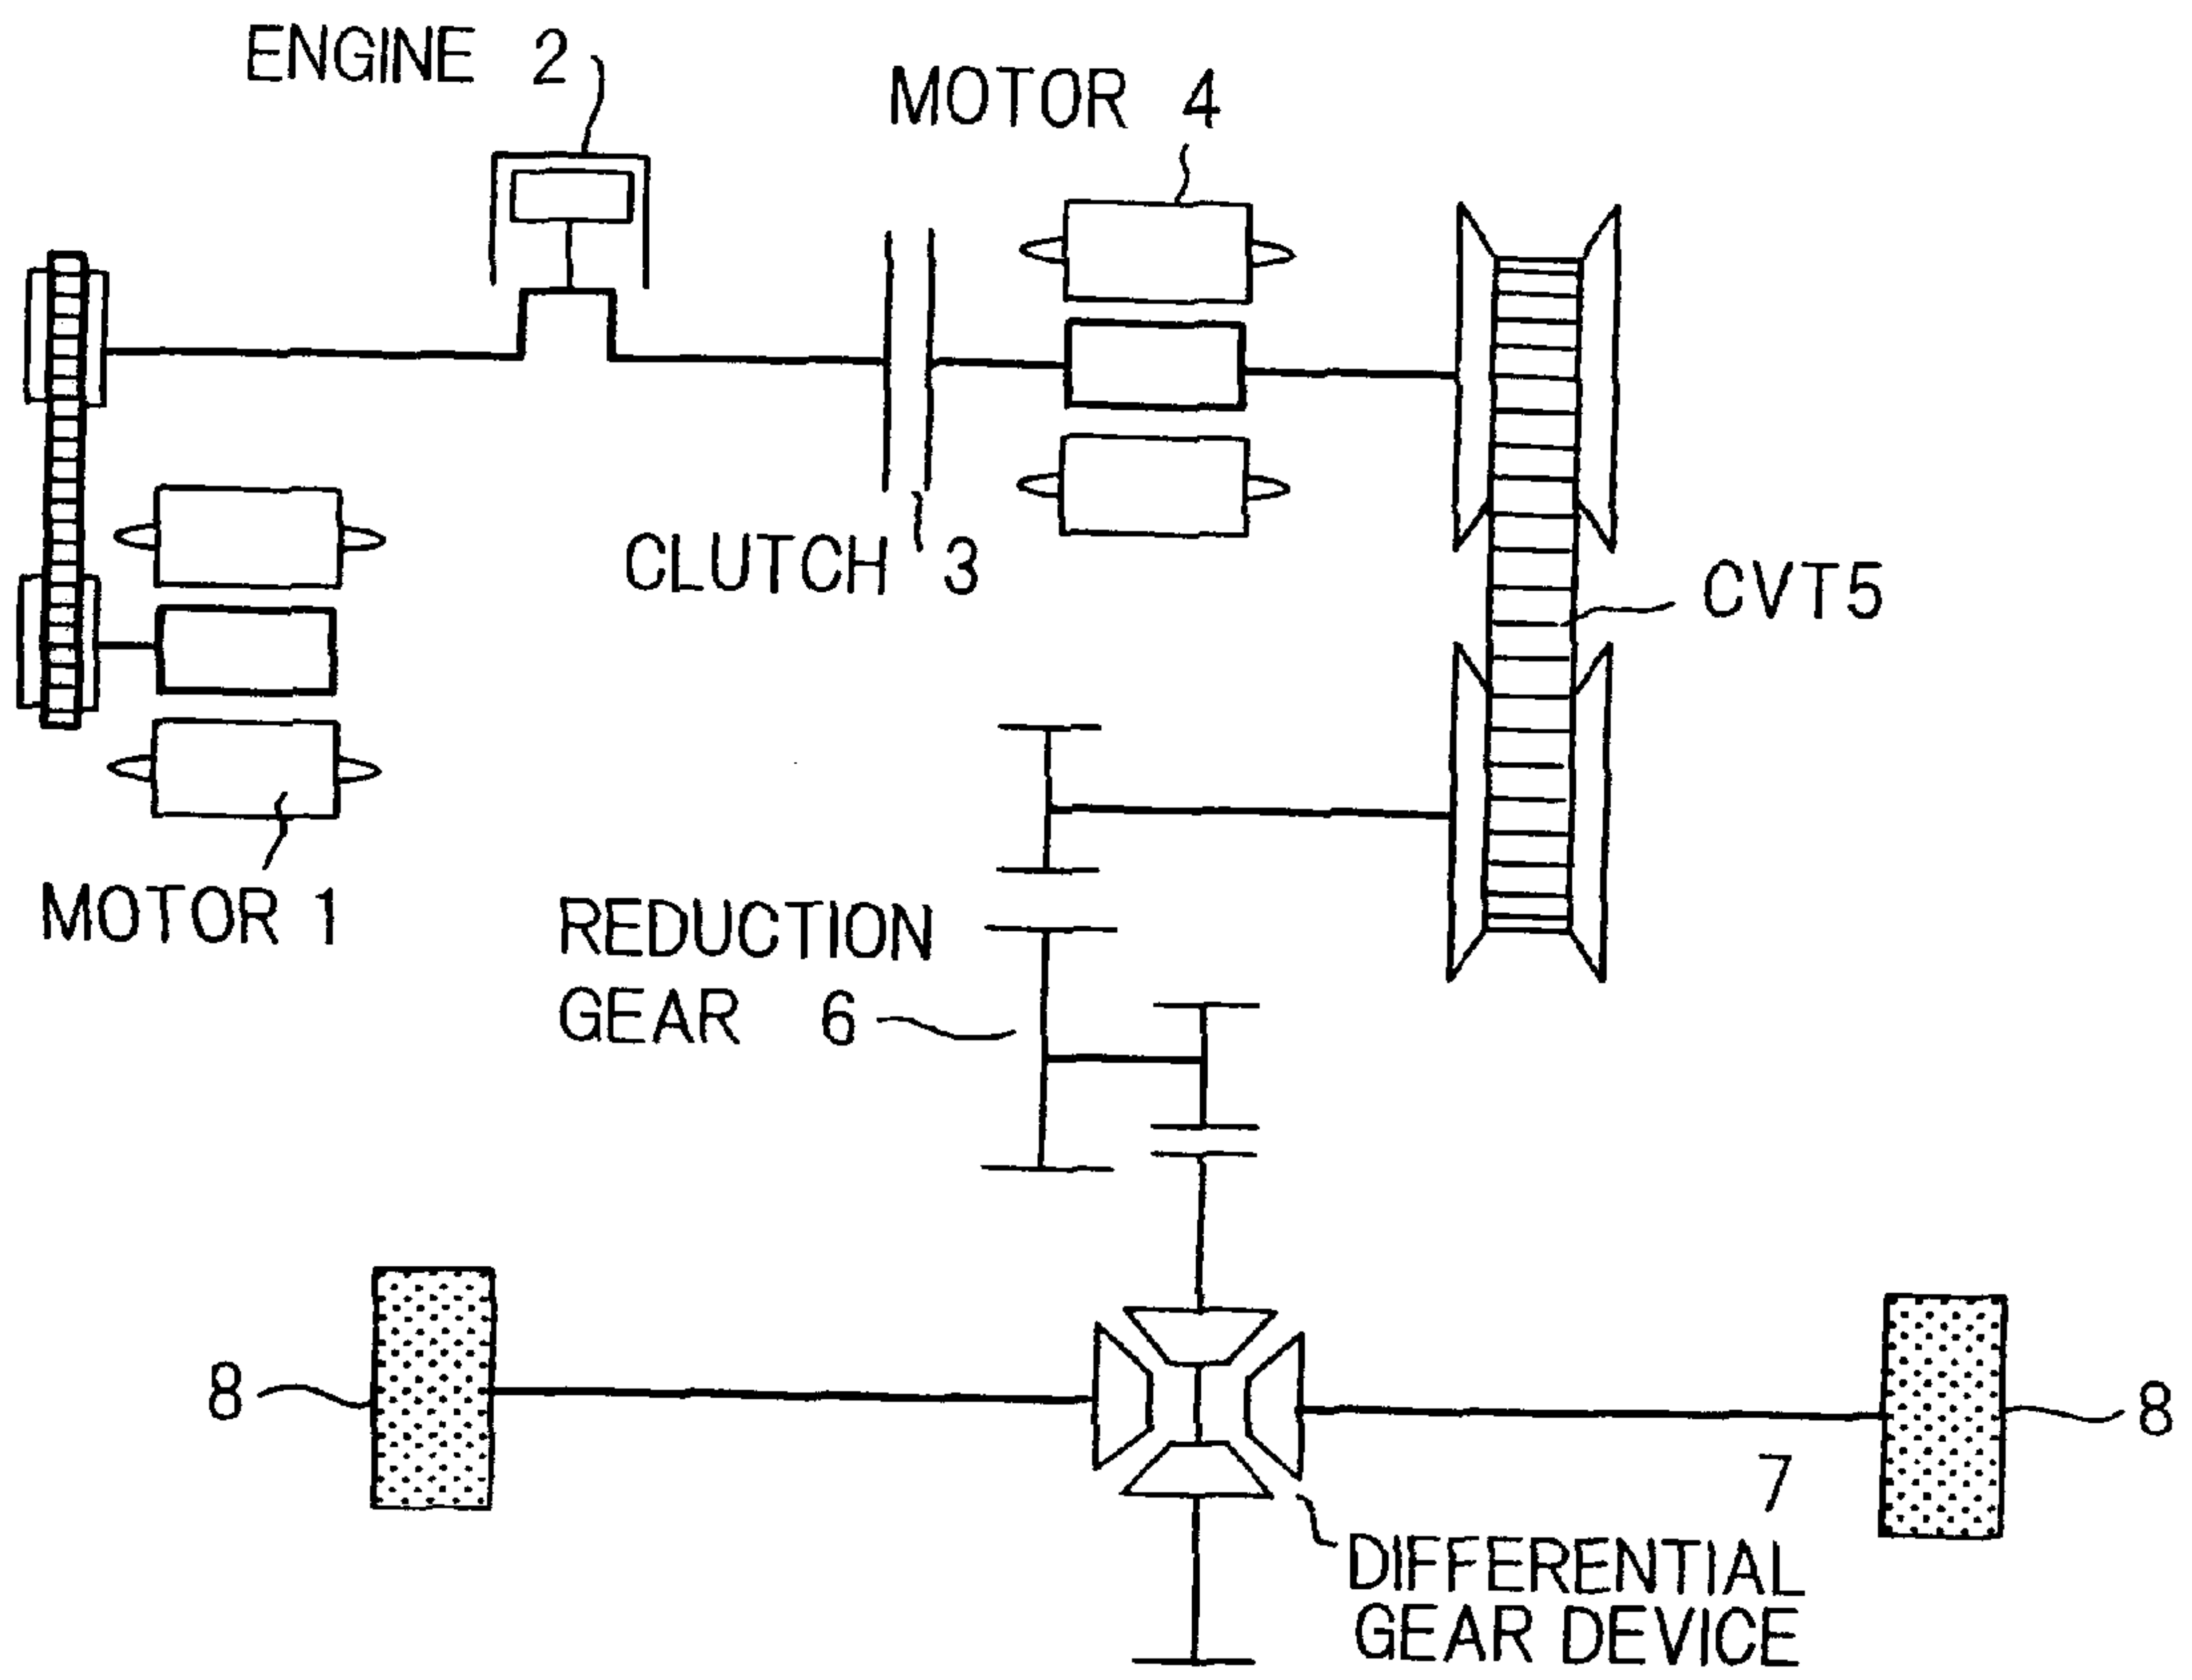 ENGINE 2
MOTOR 4
CLUTCH 3
CVT5
MOTOR 1
REDUCTION
GEAR 6
8
8
7
DIFFERENTIAL
GEAR DEVICE